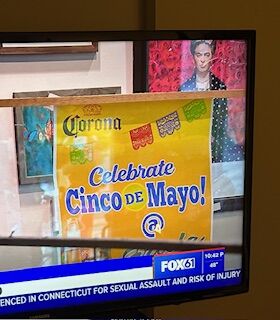 Corona
Celebrate
Cinco DE Mayo!
@
FOX61
10:42 P
48°
ENCED IN CONNECTICUT FOR SEXUAL ASSAULT AND RISK OF INJURY